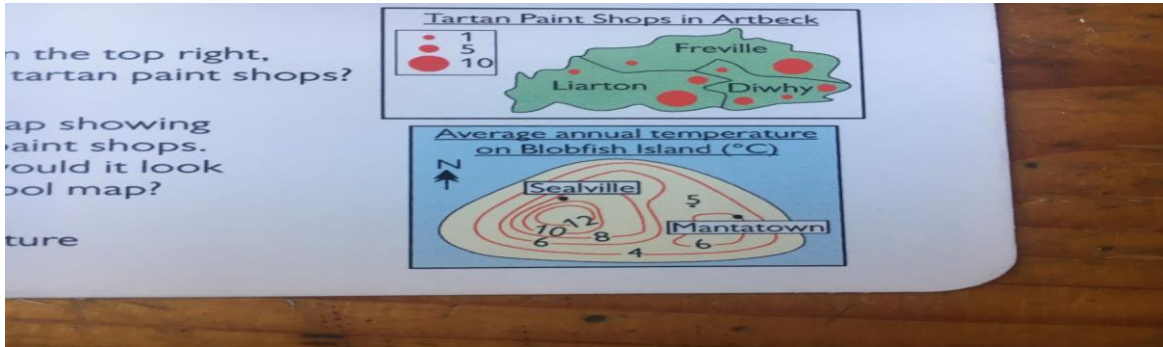 n the top right,
tartan paint shops?
ap showing
aint shops.
ould it look
ool map?
ture
Tartan Paint Shops in Artbeck
1
5
10
Freville
Liarton
Diwhy
Average annual temperature
on Blobfish Island (°C)
N
Sealville
5
Mantatown
10
12
6
8
6
4